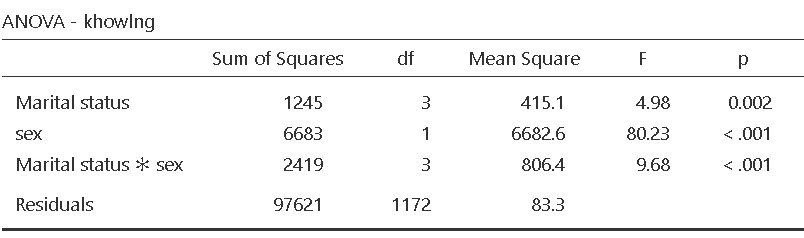 ANOVA - khowlng
Sum of Squares df Mean Square F p
Marital status 1245 3 415.1 4.98 0.002
sex 6683 1 6682.6 80.23 < .001
Marital status ✻ sex 2419 3 806.4 9.68 < .001
Residuals 97621 1172 83.3